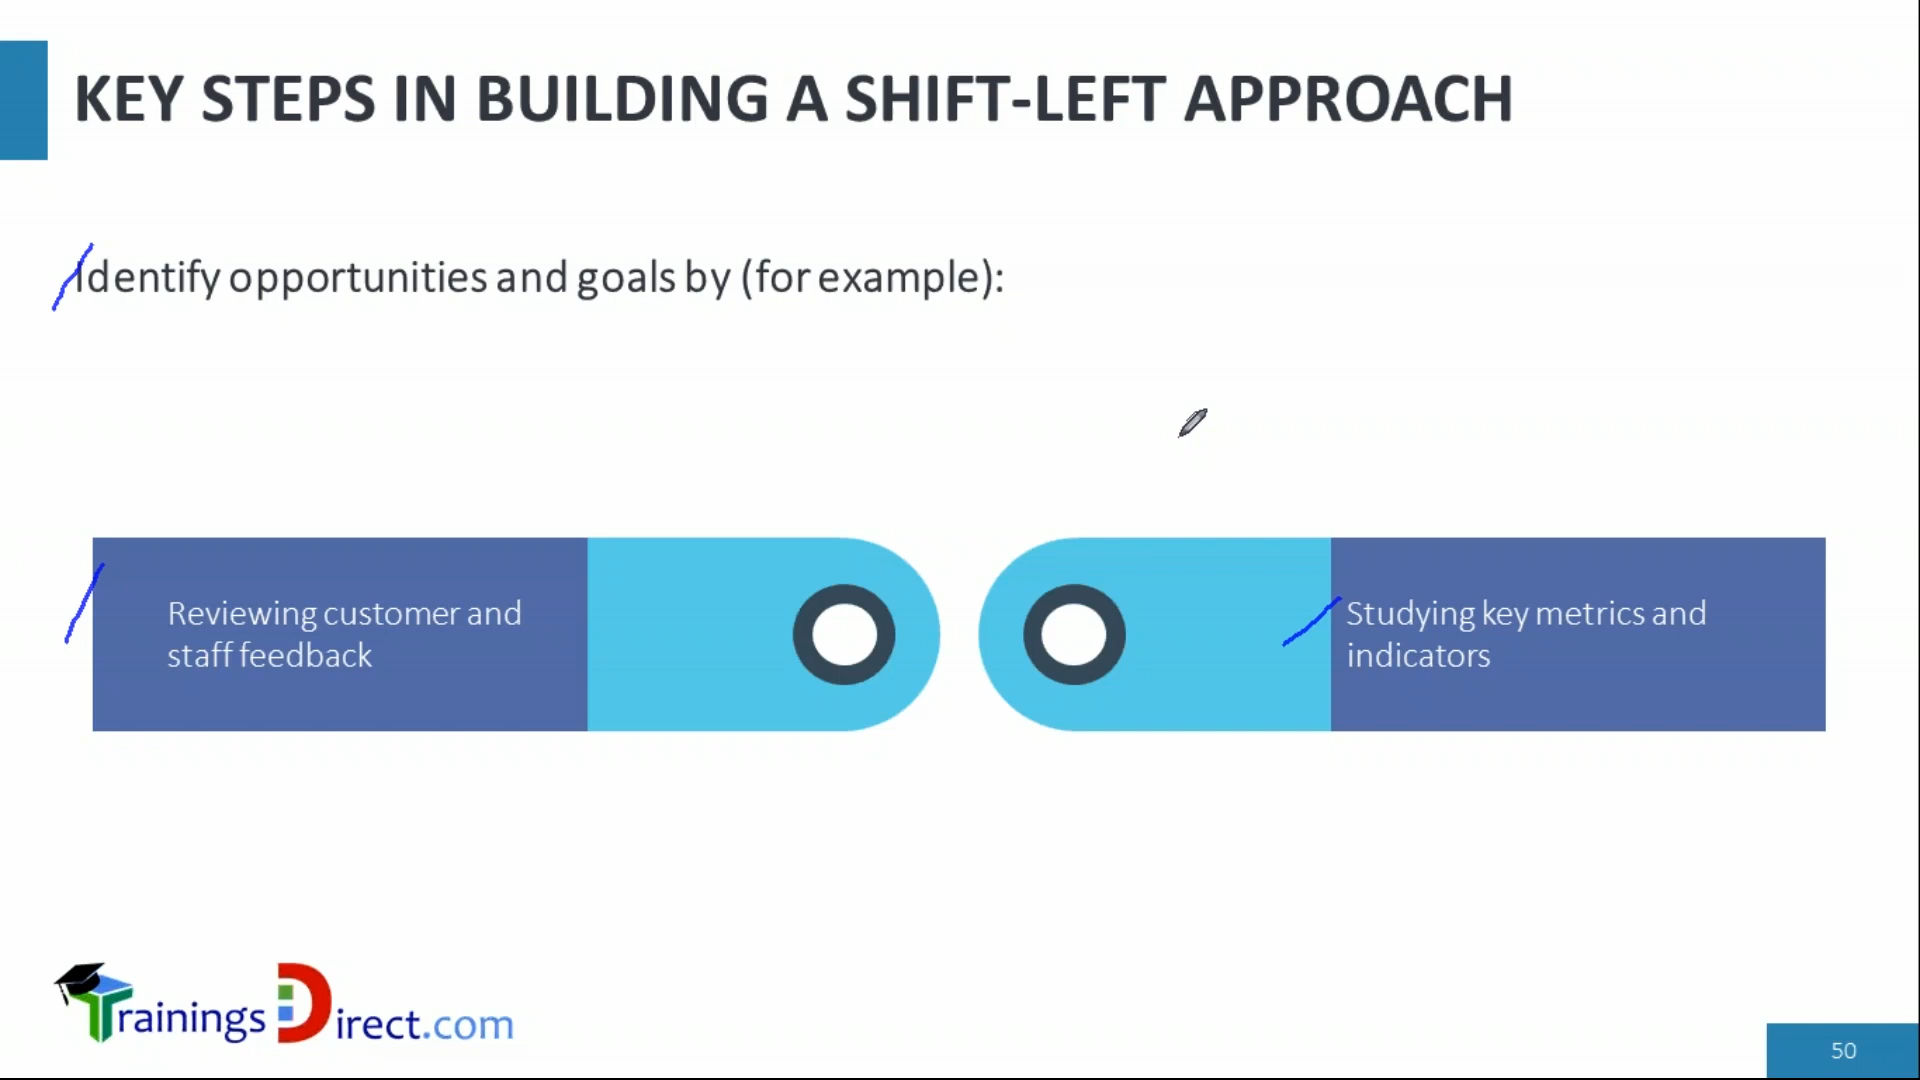 KEY STEPS IN BUILDING A SHIFT-LEFT APPROACH
Identify opportunities and goals by (for example):
Reviewing customer and
staff feedback
Studying key metrics and
indicators
TrainingsDirect.com
50